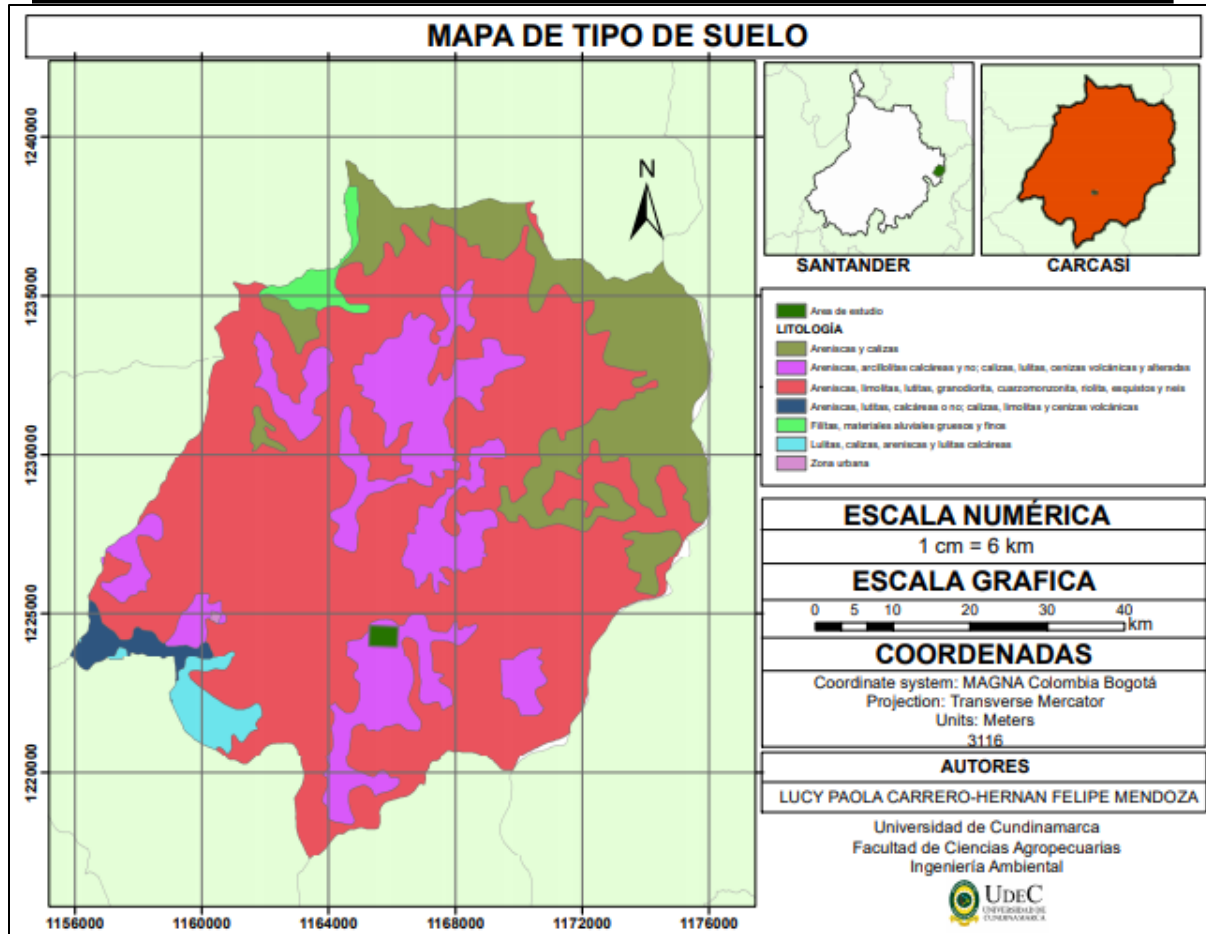 MAPA DE TIPO DE SUELO
1240000
1235000
1230000
1225000
1220000
1156000 1160000 1164000 1168000 1172000 1176000
N
SANTANDER
CARCASÍ
Area de estudio
LITOLOGÍA
Areniscas y calizas
Areniscas, arcillolitas calcáreas y no; calizas, lulitas, cenizas volcánicas y alteradas
Areniscas, limolitas, lutitas, granodiorita, cuarzomonzonita, riolita, esquistos y neis
Areniscas, lutitas, calcáreas o no; calizas, limolitas y cenizas volcánicas
Filitas, materiales aluviales gruesos y finos
Lulitas, calizas, areniscas y lulitas calcáreas
Zona urbana
ESCALA NUMÉRICA
1 cm = 6 km
ESCALA GRAFICA
0 5 10 20 30 40
km
COORDENADAS
Coordinate system: MAGNA Colombia Bogotá
Projection: Transverse Mercator
Units: Meters
3116
AUTORES
LUCY PAOLA CARRERO-HERNAN FELIPE MENDOZA
Universidad de Cundinamarca
Facultad de Ciencias Agropecuarias
Ingeniería Ambiental
UDEC
UNIVERSIDAD DE
CUNDINAMARCA